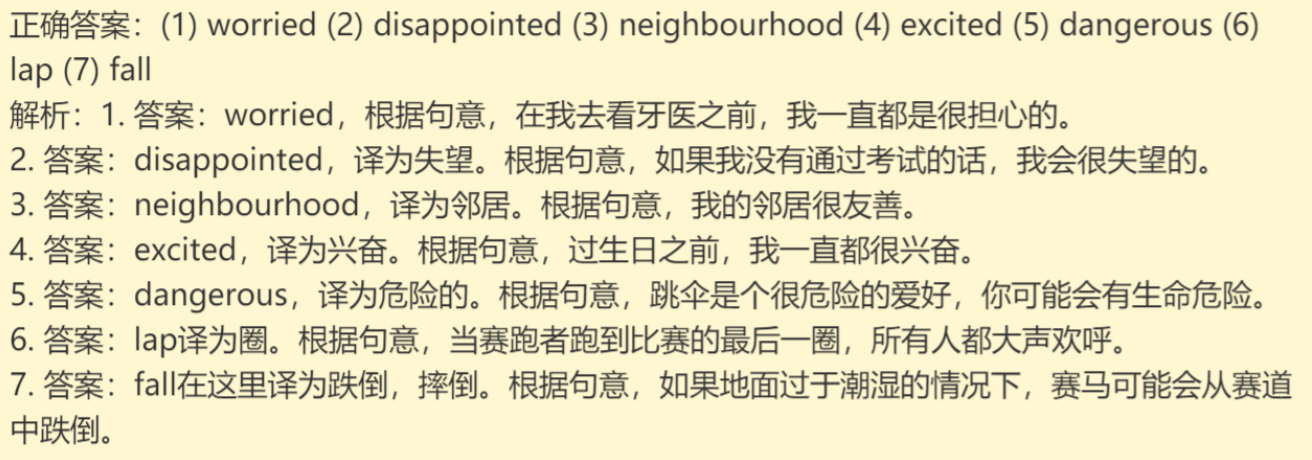 正确答案：(1) worried (2) disappointed (3) neighbourhood (4) excited (5) dangerous (6)
lap (7) fall
解析：1. 答案：worried，根据句意，在我去看牙医之前，我一直都是很担心的。
2. 答案：disappointed，译为失望。根据句意，如果我没有通过考试的话，我会很失望的。
3. 答案：neighbourhood，译为邻居。根据句意，我的邻居很友善。
4. 答案：excited，译为兴奋。根据句意，过生日之前，我一直都很兴奋。
5. 答案：dangerous，译为危险的。根据句意，跳伞是个很危险的爱好，你可能会有生命危险。
6. 答案：lap译为圈。根据句意，当赛跑者跑到比赛的最后一圈，所有人都大声欢呼。
7. 答案：fall在这里译为跌倒，摔倒。根据句意，如果地面过于潮湿的情况下，赛马可能会从赛道
中跌倒。